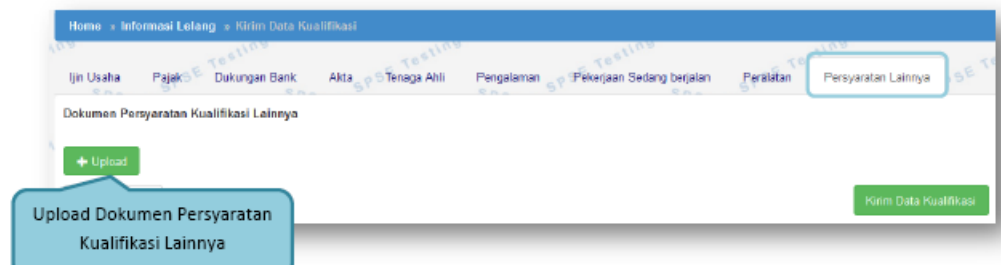 Home » Informasi Lelang » Kirim Data Kualifikasi
Ijin Usaha Pajak Dukungan Bank Akta Tenaga Ahli Pengalaman Pekerjaan Sedang berjalan Peralatan Persyaratan Lainnya
Dokumen Persyaratan Kualifikasi Lainnya
+ Upload
Kirim Data Kualifikasi
Upload Dokumen Persyaratan
Kualifikasi Lainnya